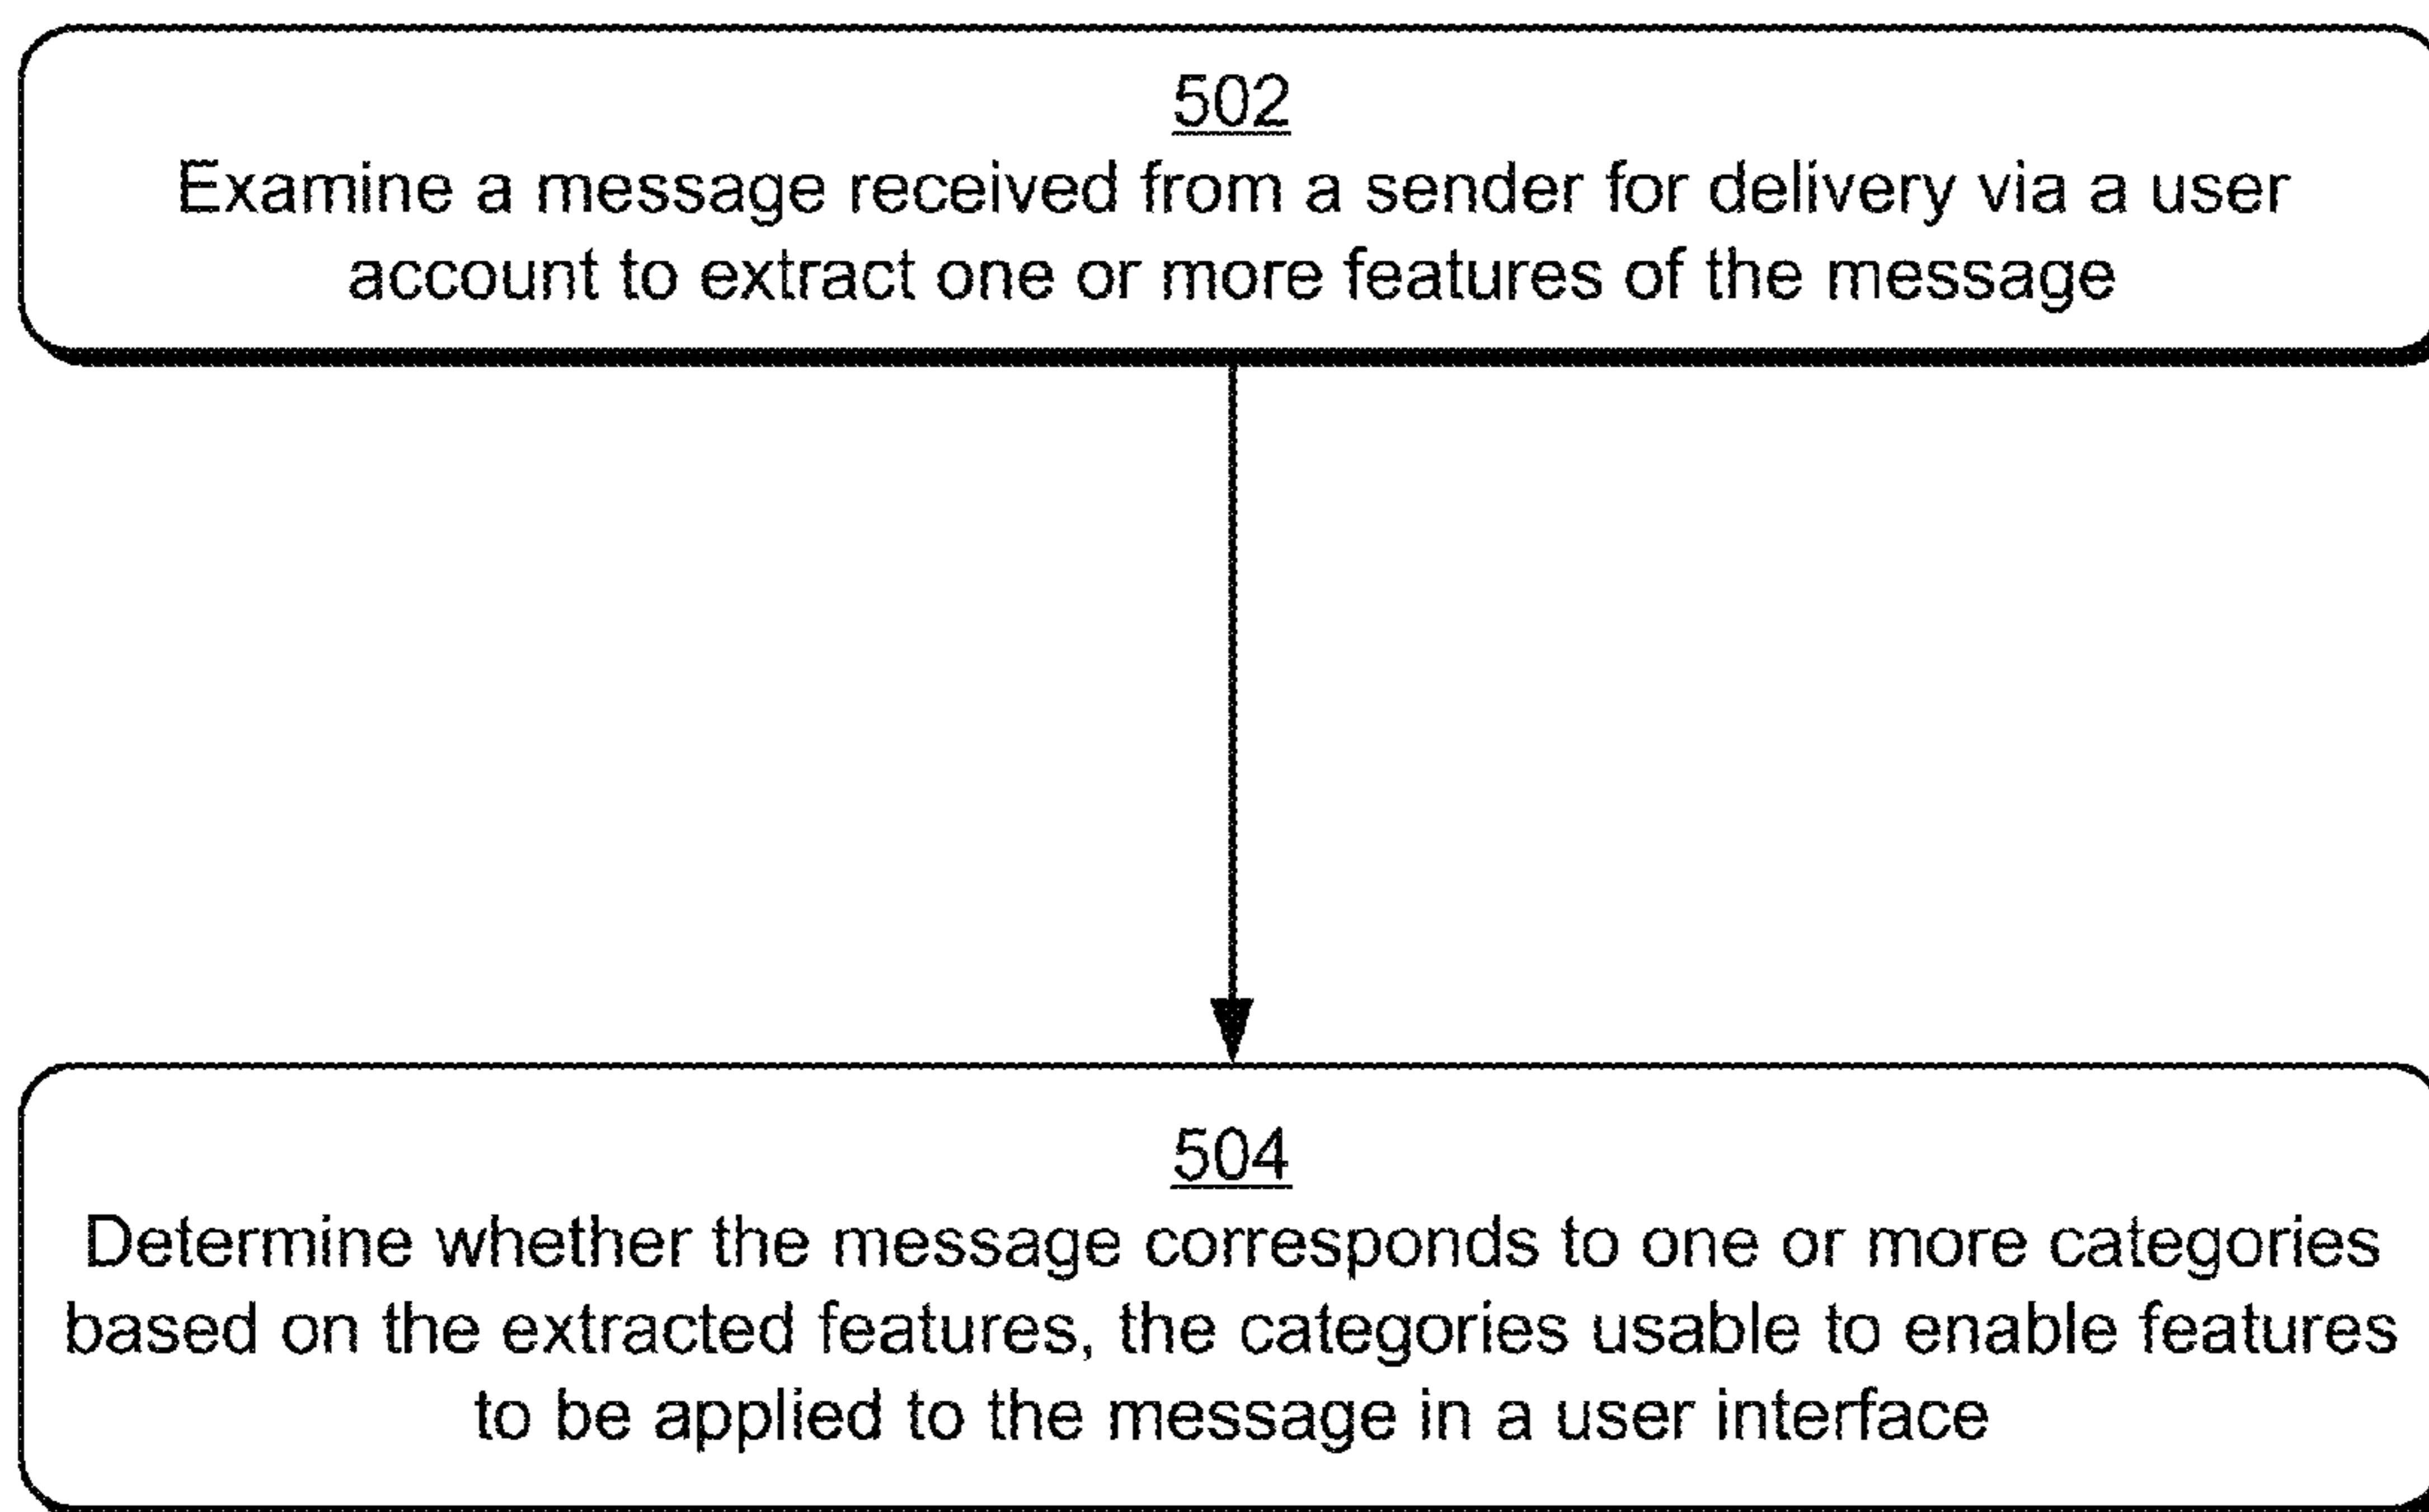 502
Examine a message received from a sender for delivery via a user
account to extract one or more features of the message
504
Determine whether the message corresponds to one or more categories
based on the extracted features, the categories usable to enable features
to be applied to the message in a user interface